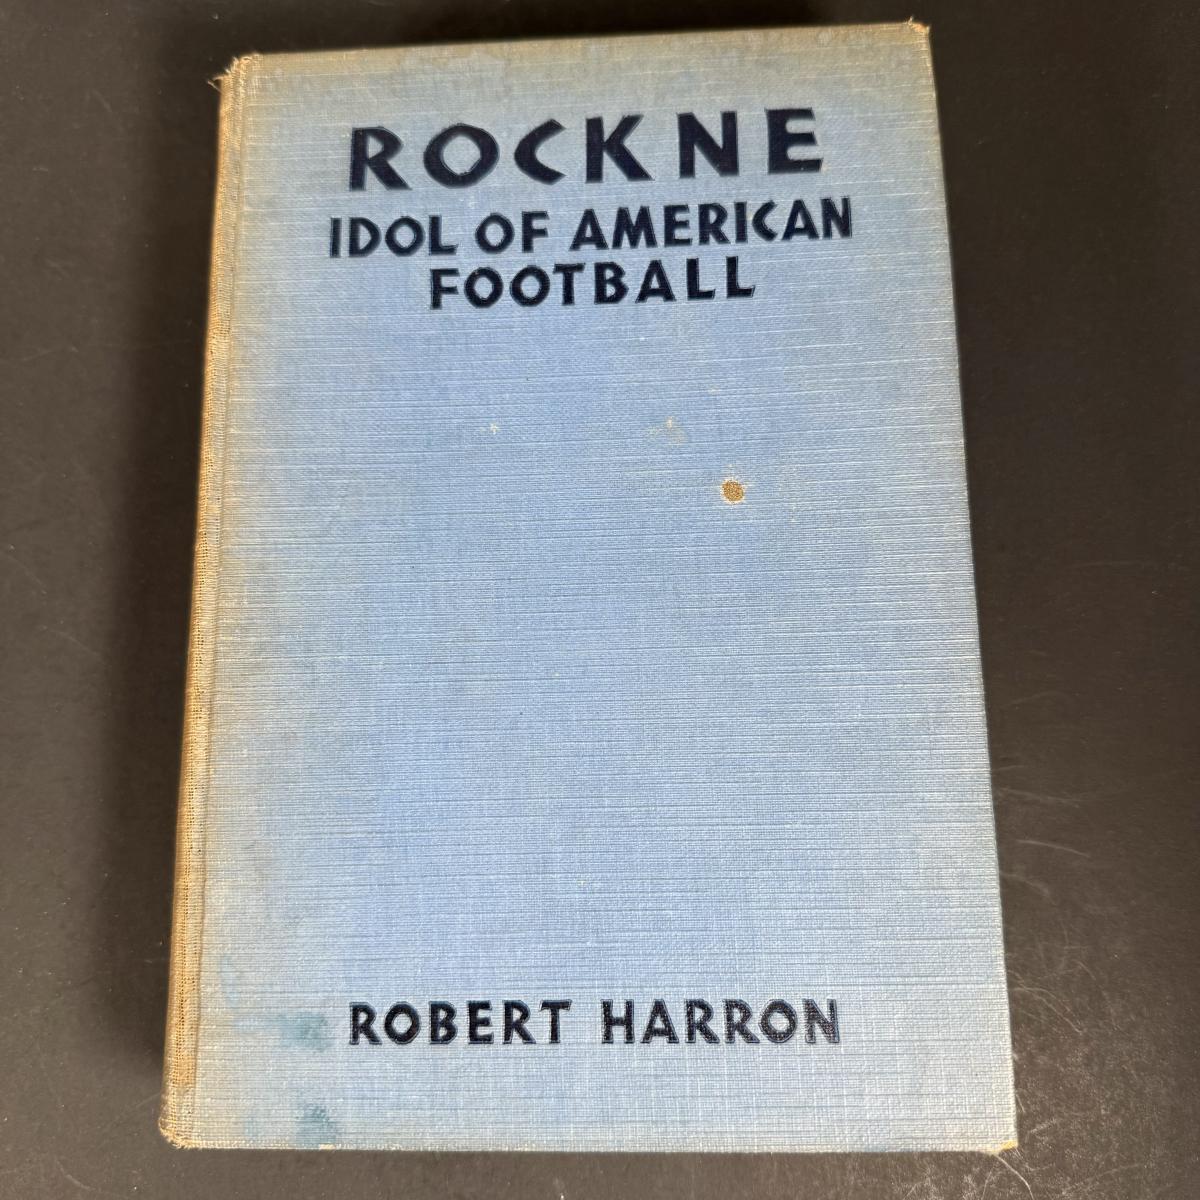 ROCKNE
IDOL OF AMERICAN
FOOTBALL
ROBERT HARRON